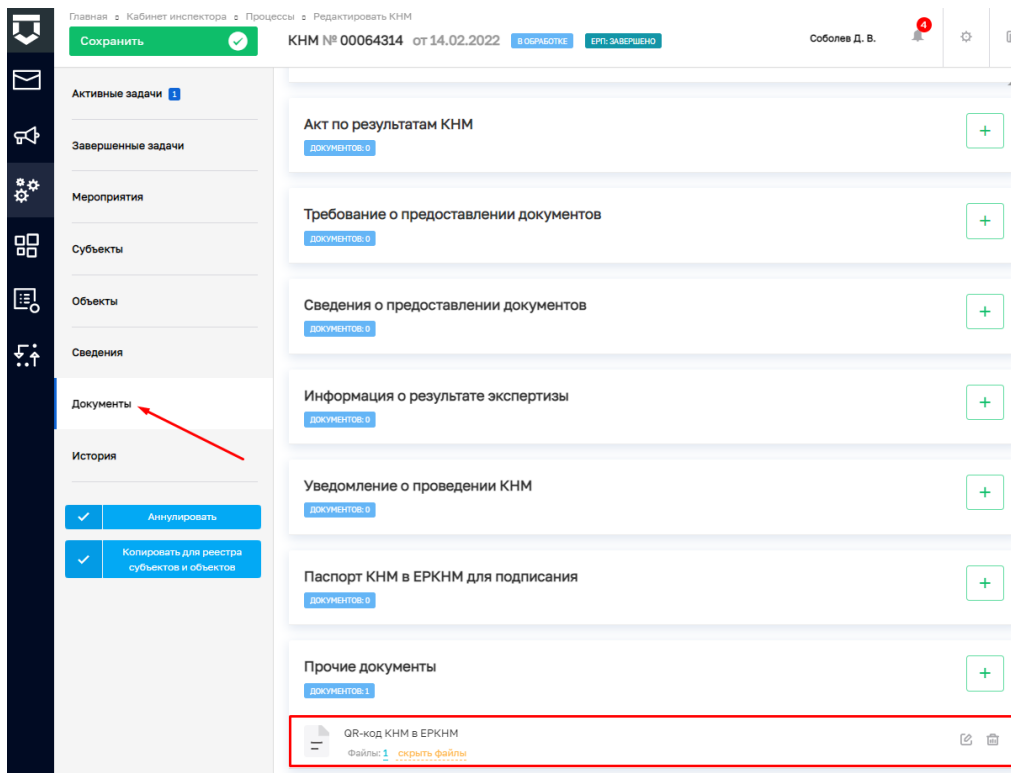 Главная Кабинет инспектора Процессы Редактировать КНМ
Сохранить
КНМ № 00064314 от 14.02.2022 В ОБРАБОТКЕ ЕРП: ЗАВЕРШЕНО
Соболев Д. В.
4
Активные задачи 1
Завершенные задачи
Мероприятия
Субъекты
Объекты
Сведения
Документы
История
Аннулировать
Копировать для реестра
субъектов и объектов
Акт по результатам КНМ
ДОКУМЕНТОВ: 0
Требование о предоставлении документов
ДОКУМЕНТОВ: 0
Сведения о предоставлении документов
ДОКУМЕНТОВ: 0
Информация о результате экспертизы
ДОКУМЕНТОВ: 0
Уведомление о проведении КНМ
ДОКУМЕНТОВ: 0
Паспорт КНМ в ЕРКНМ для подписания
ДОКУМЕНТОВ: 0
Прочие документы
ДОКУМЕНТОВ: 1
QR-код КНМ в ЕРКНМ
Файлы: 1 скрыть файлы